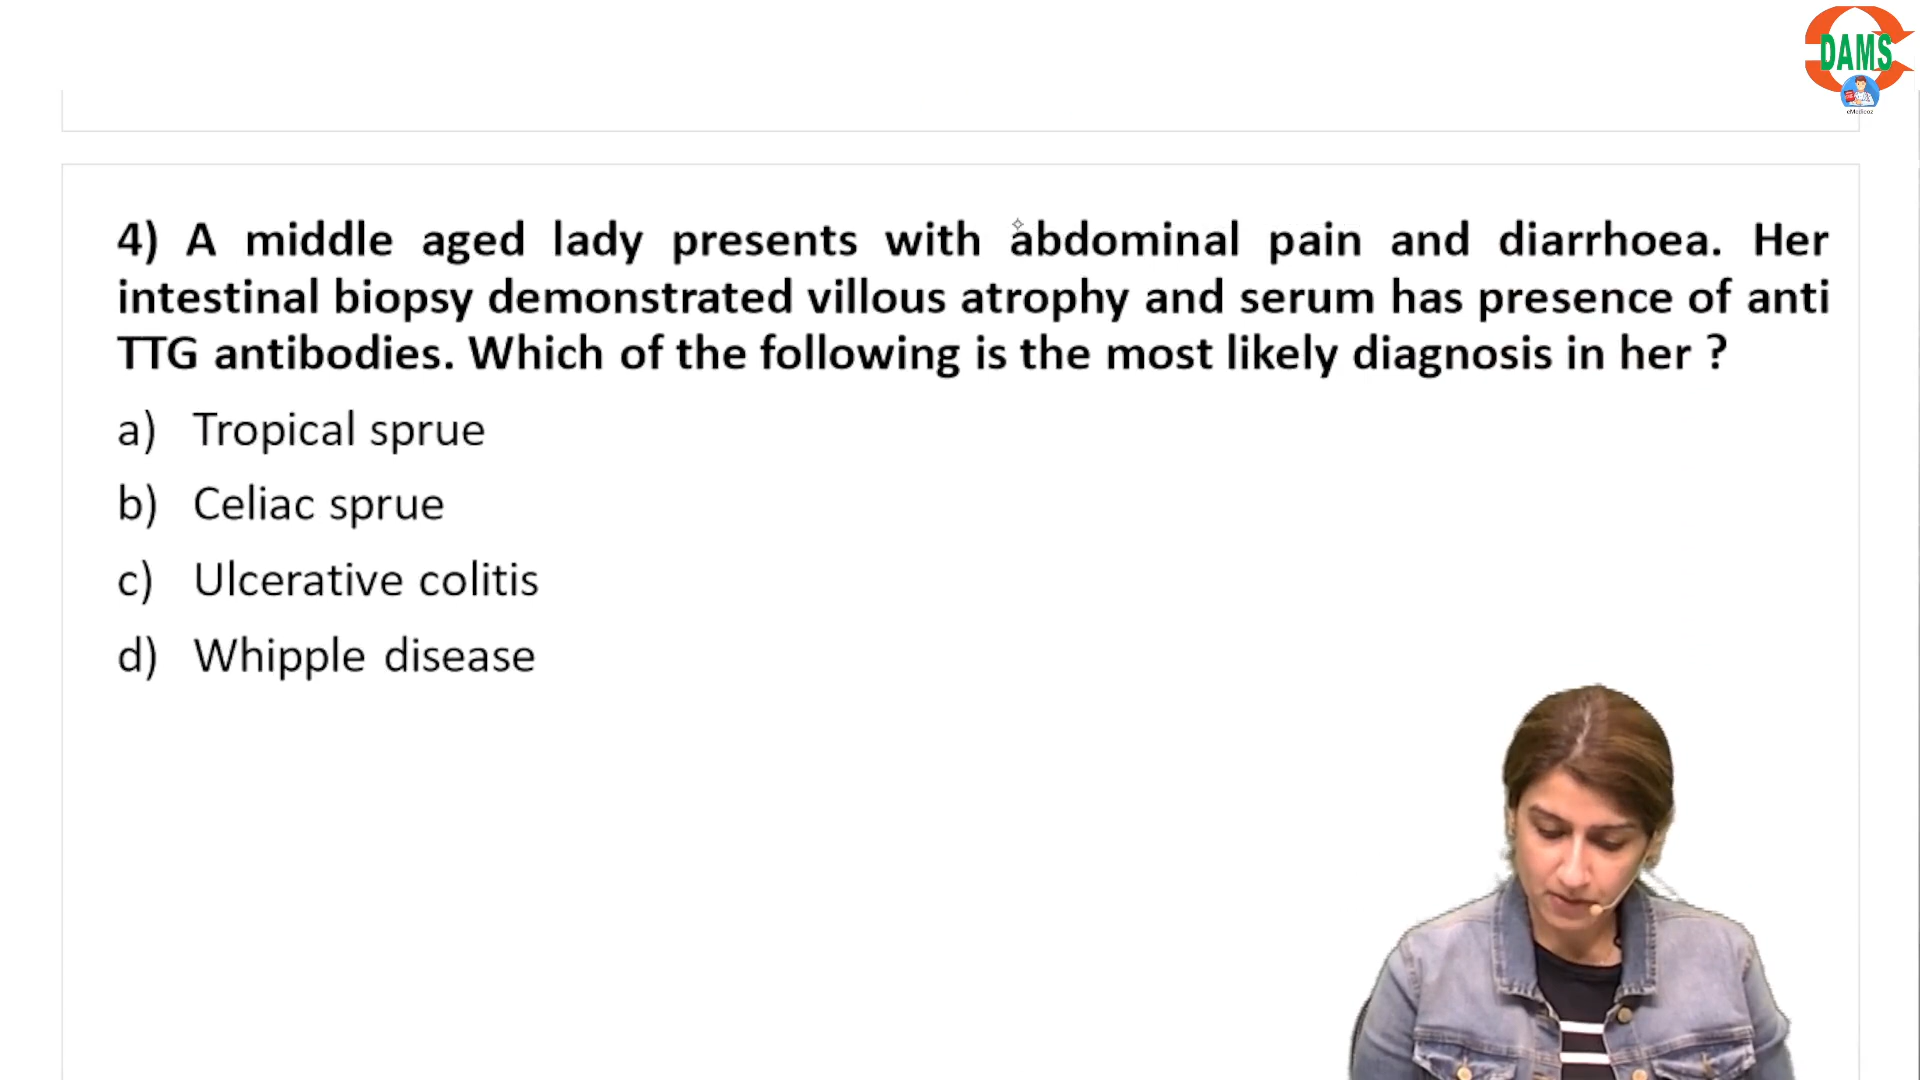 DAMS
eMedicoz
4) A middle aged lady presents with abdominal pain and diarrhoea. Her
intestinal biopsy demonstrated villous atrophy and serum has presence of anti
TTG antibodies. Which of the following is the most likely diagnosis in her ?
a) Tropical sprue
b) Celiac sprue
c) Ulcerative colitis
d) Whipple disease